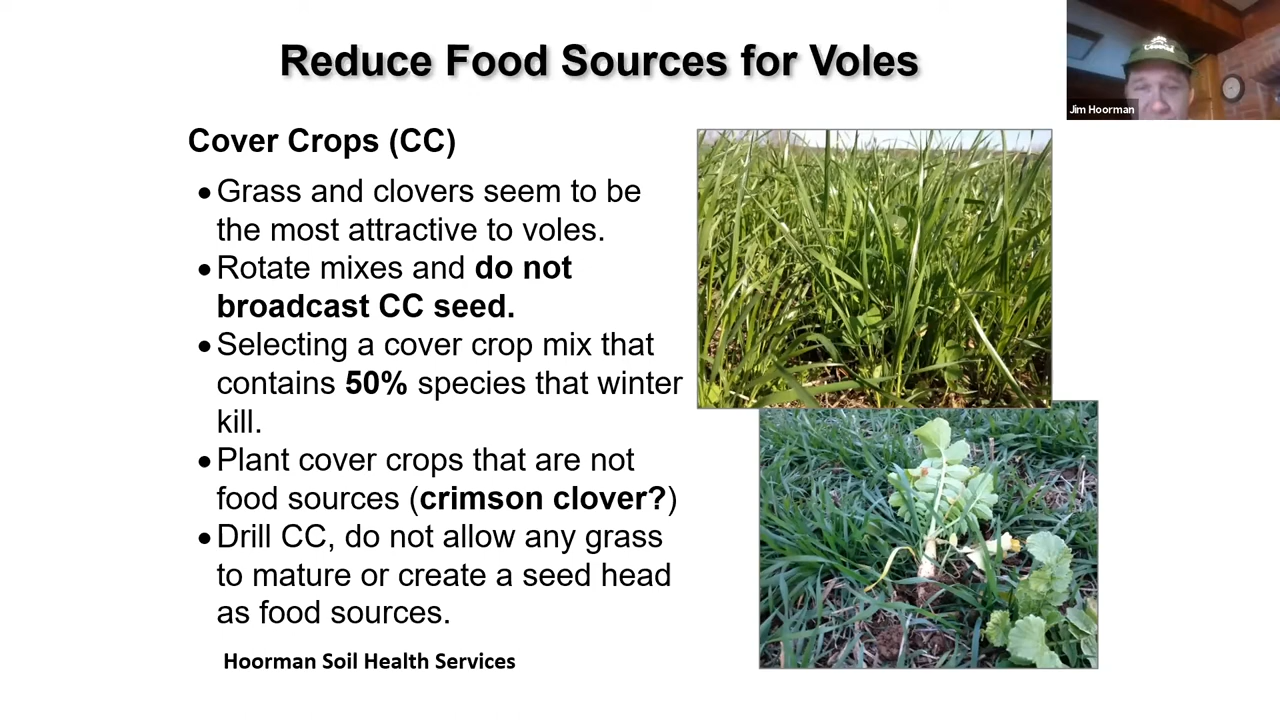 Reduce Food Sources for Voles
Cover Crops (CC)
• Grass and clovers seem to be
the most attractive to voles.
• Rotate mixes and do not
broadcast CC seed.
• Selecting a cover crop mix that
contains 50% species that winter
kill.
• Plant cover crops that are not
food sources (crimson clover?)
• Drill CC, do not allow any grass
to mature or create a seed head
as food sources.
Hoorman Soil Health Services
Jim Hoorman